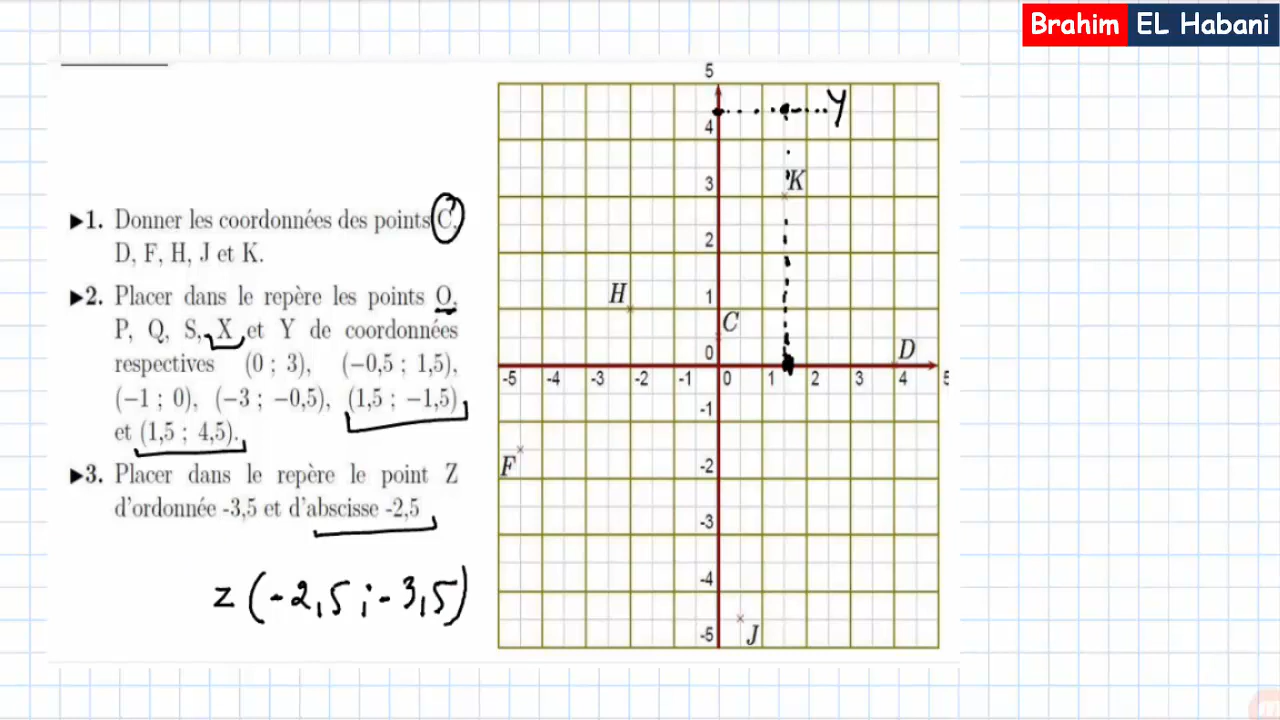 Brahim EL Habani
▶1. Donner les coordonnées des points C,
D, F, H, J et K.
▶2. Placer dans le repère les points O,
P, Q, S, X et Y de coordonnées
respectives (0 ; 3), (−0,5 ; 1,5),
(−1 ; 0), (−3 ; −0,5), (1,5 ; −1,5)
et (1,5 ; 4,5).
▶3. Placer dans le repère le point Z
d'ordonnée -3,5 et d'abscisse -2,5
z (-2,5 ; -3,5)
5
Y
4
K
3
2
H
1
C
0
D
-5 -4 -3 -2 -1 0 1 2 3 4 5
-1
F
-2
-3
-4
-5
J